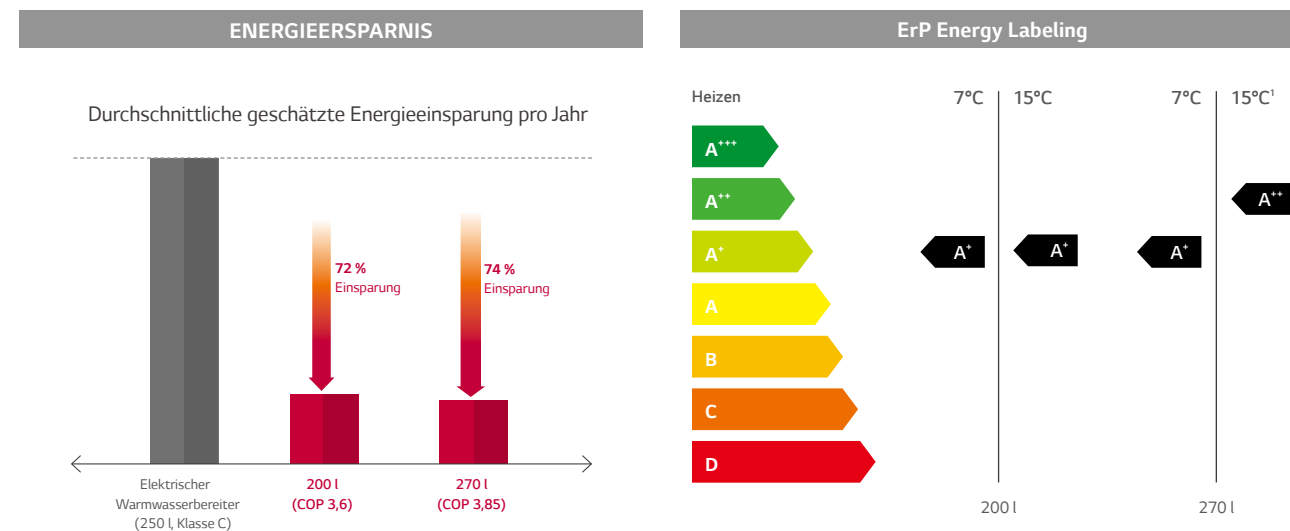 ENERGIEERSPARNIS
Durchschnittliche geschätzte Energieeinsparung pro Jahr
72 %
Einsparung
74 %
Einsparung
Elektrischer
Warmwasserbereiter
(250 l, Klasse C)
200 l
(COP 3,6)
270 l
(COP 3,85)
ErP Energy Labeling
Heizen
7°C
15°C
7°C
15°C¹
A⁺⁺⁺
A⁺⁺
A⁺⁺
A⁺
A⁺
A⁺
A⁺
A
B
C
D
200 l
270 l